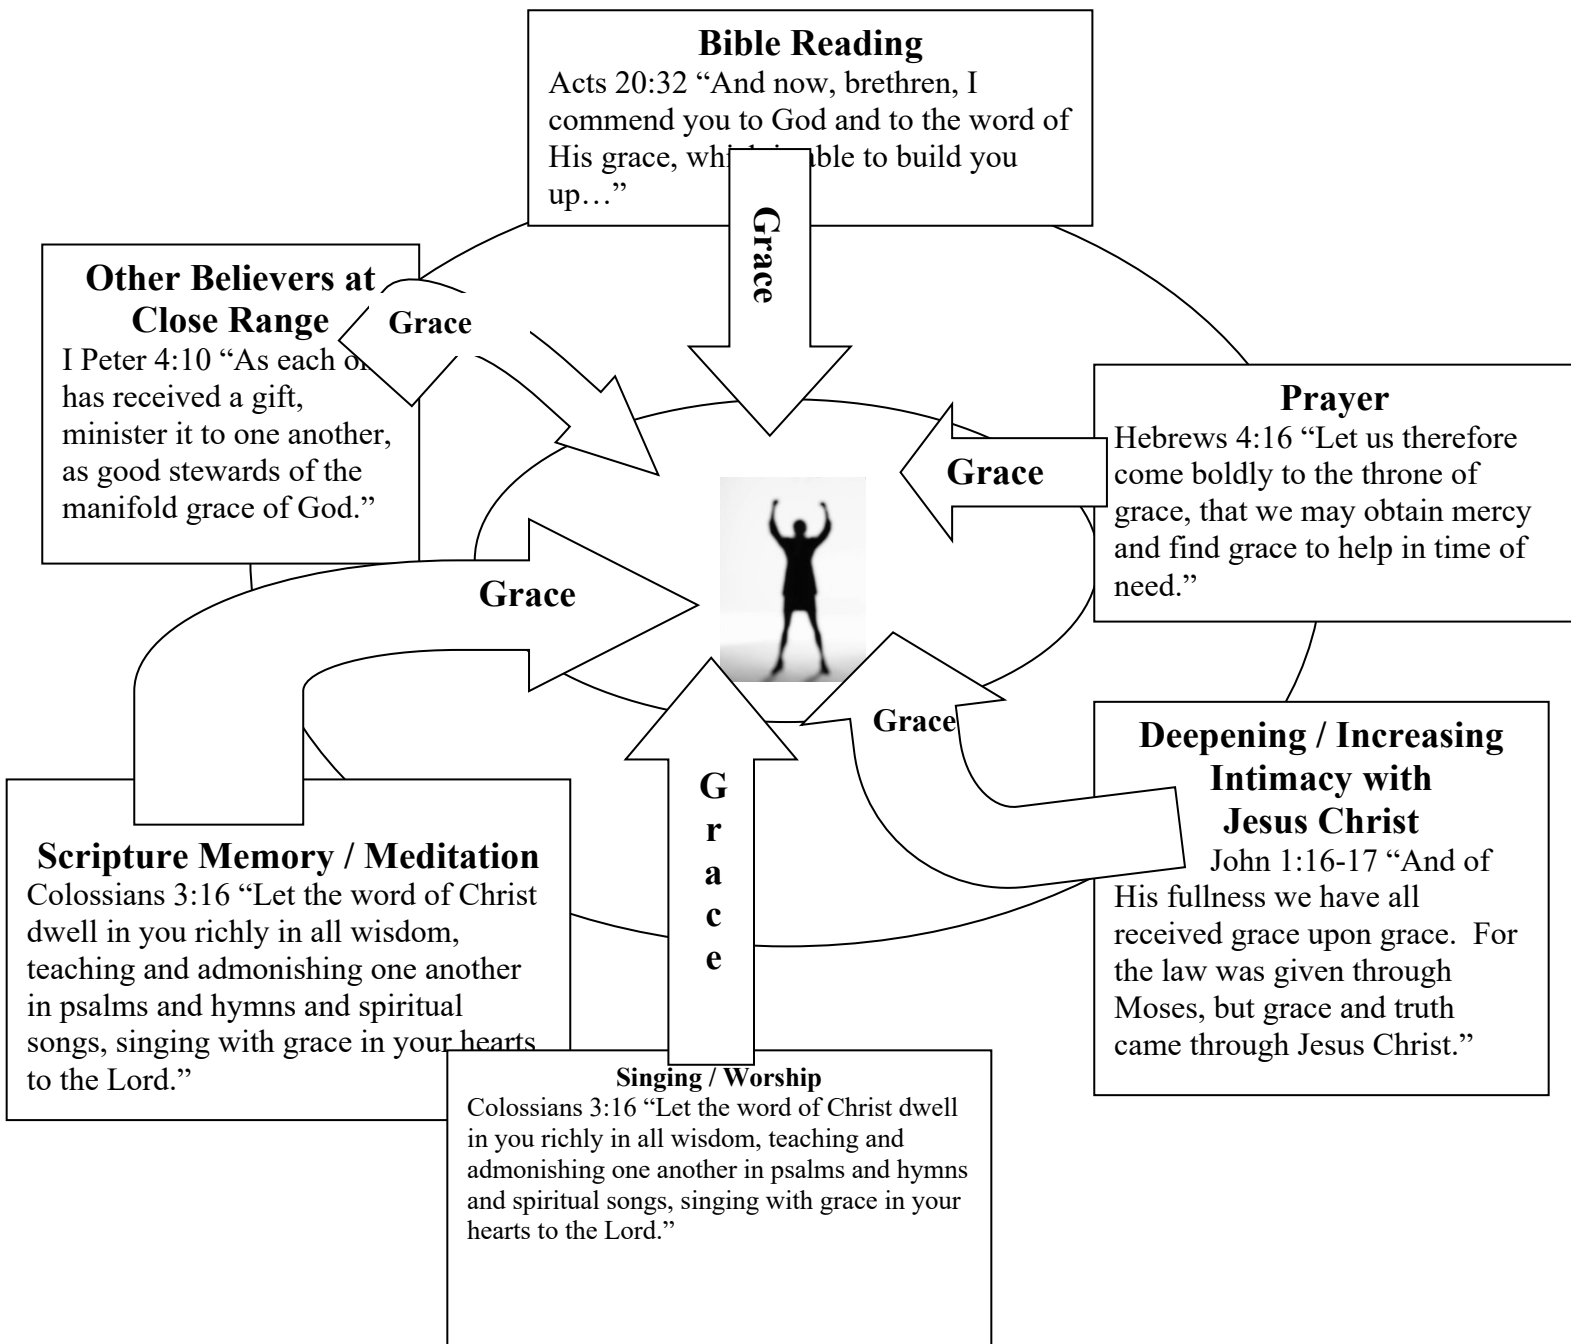 Bible Reading
Acts 20:32 “And now, brethren, I
commend you to God and to the word of
His grace, to build you
up…”
Grace
Other Believers at
Close Range
I Peter 4:10 “As each
has received a gift,
minister it to one another,
as good stewards of the
manifold grace of God.”
Grace
Prayer
Hebrews 4:16 “Let us therefore
come boldly to the throne of
grace, that we may obtain mercy
and find grace to help in time of
need.”
Grace
Grace
Scripture Memory / Meditation
Colossians 3:16 “Let the word of Christ
dwell in you richly in all wisdom,
teaching and admonishing one another
in psalms and hymns and spiritual
songs, singing with grace in your hearts
to the Lord.”
Grace
Deepening / Increasing
Intimacy with
Jesus Christ
John 1:16-17 “And of
His fullness we have all
received grace upon grace.  For
the law was given through
Moses, but grace and truth
came through Jesus Christ.”
G
r
a
c
e
Singing / Worship
Colossians 3:16 “Let the word of Christ dwell
in you richly in all wisdom, teaching and
admonishing one another in psalms and hymns
and spiritual songs, singing with grace in your
hearts to the Lord.”